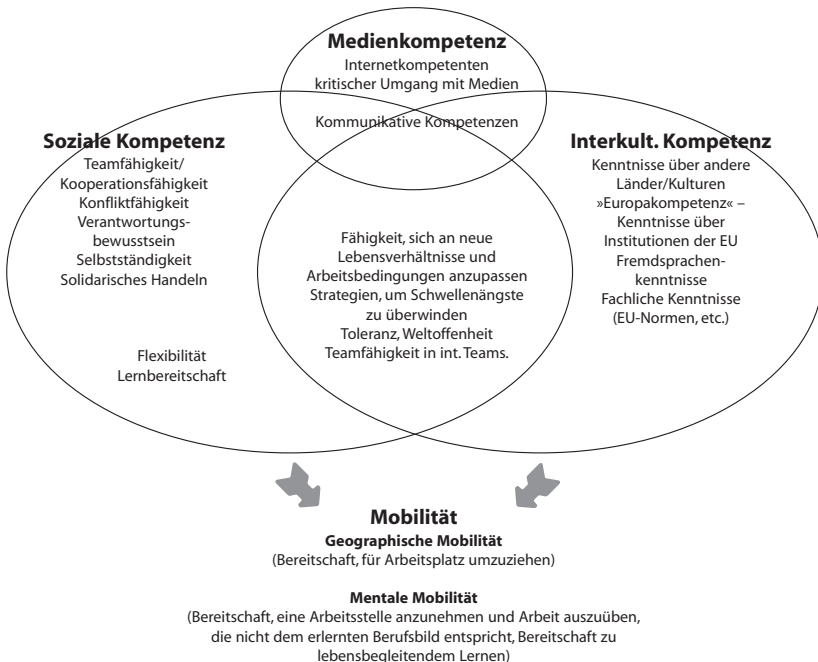 Medienkompetenz
Internetkompetenten
kritischer Umgang mit Medien
Kommunikative Kompetenzen
Soziale Kompetenz
Teamfähigkeit/
Kooperationsfähigkeit
Konfliktfähigkeit
Verantwortungs-
bewusstsein
Selbstständigkeit
Solidarisches Handeln
Flexibilität
Lernbereitschaft
Fähigkeit, sich an neue
Lebensverhältnisse und
Arbeitsbedingungen anzupassen
Strategien, um Schwellenängste
zu überwinden
Toleranz, Weltoffenheit
Teamfähigkeit in int. Teams.
Interkult. Kompetenz
Kenntnisse über andere
Länder/Kulturen
»Europakompetenz« –
Kenntnisse über
Institutionen der EU
Fremdsprachen-
kenntnisse
Fachliche Kenntnisse
(EU-Normen, etc.)
Mobilität
Geographische Mobilität
(Bereitschaft, für Arbeitsplatz umzuziehen)
Mentale Mobilität
(Bereitschaft, eine Arbeitsstelle anzunehmen und Arbeit auszuüben,
die nicht dem erlernten Berufsbild entspricht, Bereitschaft zu
lebensbegleitendem Lernen)